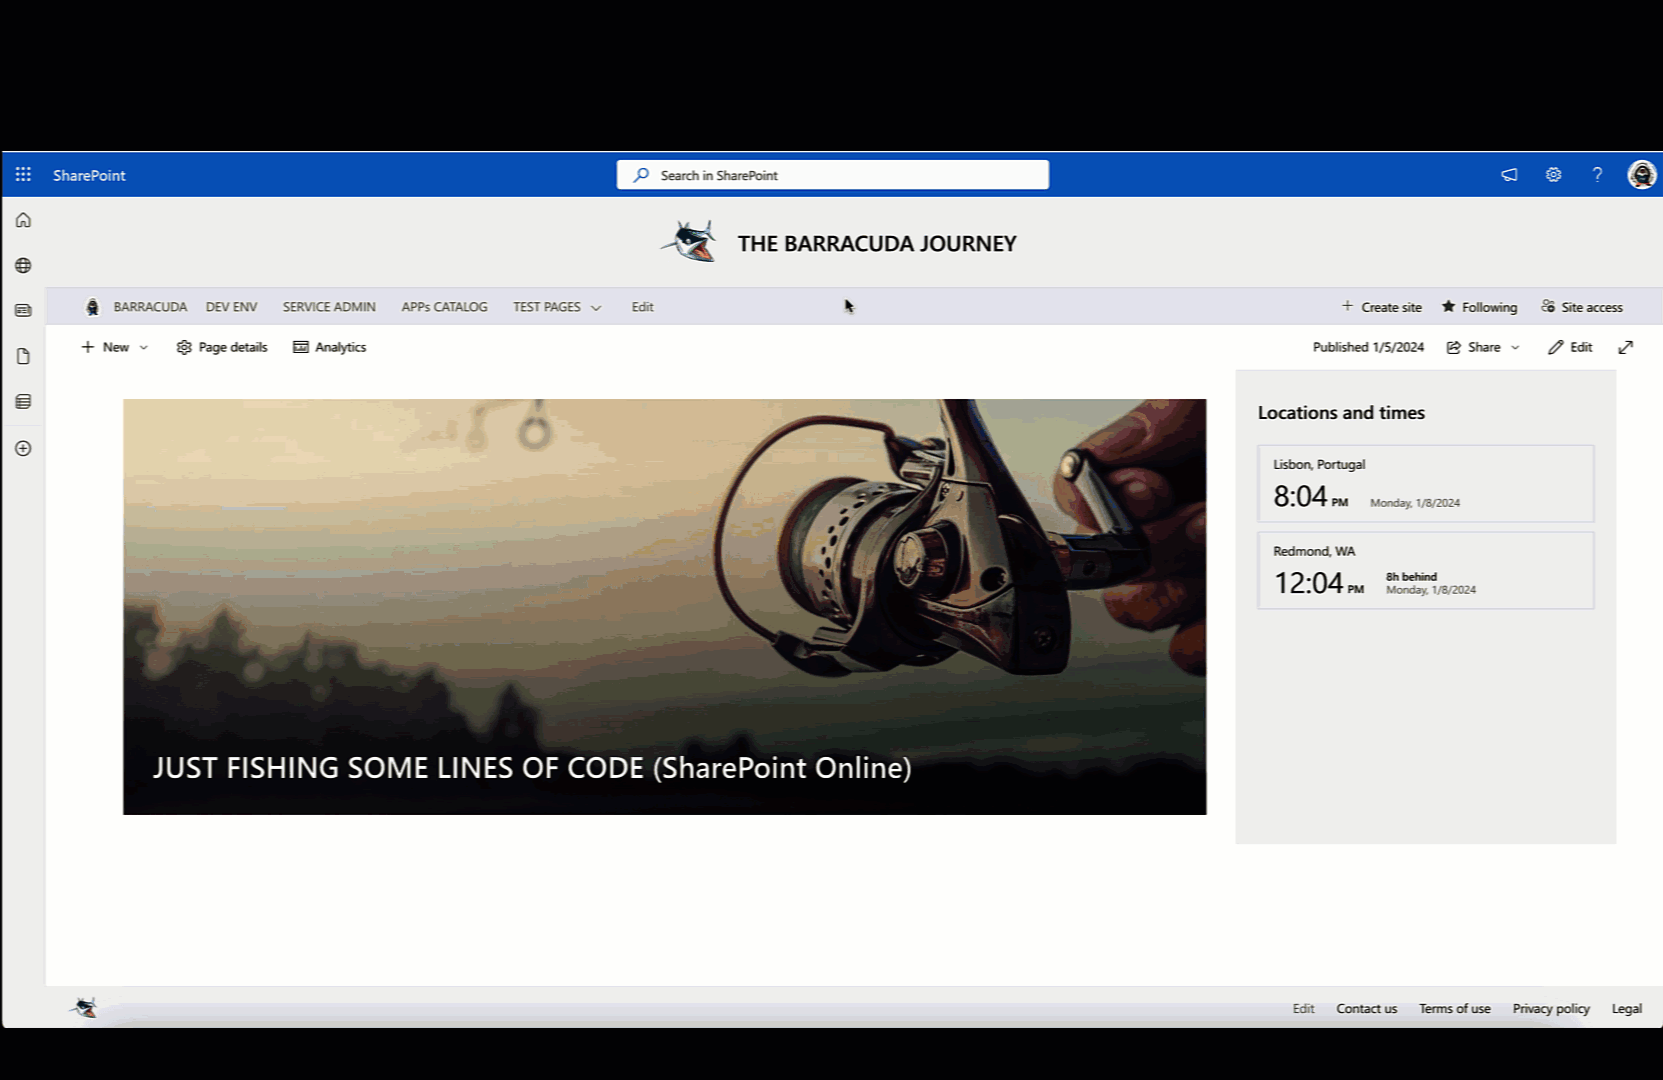 SharePoint
Search in SharePoint
?
THE BARRACUDA JOURNEY
BARRACUDA DEV ENV SERVICE ADMIN APPs CATALOG TEST PAGES Edit
+ Create site Following Site access
+ New Page details Analytics
Published 1/5/2024 Share Edit
Locations and times
Lisbon, Portugal
8:04 PM Monday, 1/8/2024
Redmond, WA
12:04 PM 8h behind
Monday, 1/8/2024
JUST FISHING SOME LINES OF CODE (SharePoint Online)
Edit Contact us Terms of use Privacy policy Legal